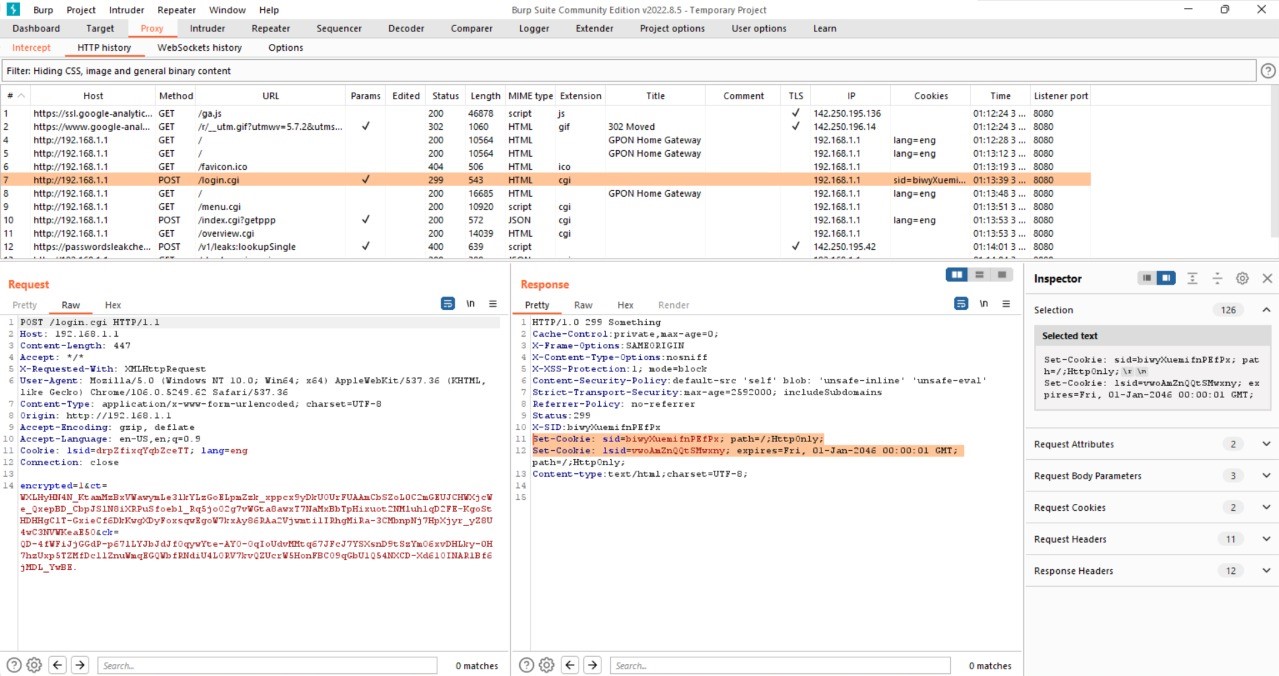 Burp Project Intruder Repeater Window Help
Burp Suite Community Edition v2022.8.5 - Temporary Project
Dashboard Target Proxy Intruder Repeater Sequencer Decoder Comparer Logger Extender Project options User options Learn
Intercept HTTP history WebSockets history Options
Filter: Hiding CSS, image and general binary content
# Host Method URL Params Edited Status Length MIME type Extension Title Comment TLS IP Cookies Time Listener port
1 https://ssl.google-analytic... GET /ga.js 200 46878 script js ✓ 142.250.195.136 01:12:24 3 ... 8080
2 https://www.google-anal... GET /r/__utm.gif?utmwv=5.7.2&utms... ✓ 302 1060 HTML gif 302 Moved ✓ 142.250.196.14 01:12:24 3 ... 8080
4 http://192.168.1.1 GET / 200 10564 HTML GPON Home Gateway 192.168.1.1 lang=eng 01:12:28 3 ... 8080
5 http://192.168.1.1 GET / 200 10564 HTML GPON Home Gateway 192.168.1.1 lang=eng 01:13:12 3 ... 8080
6 http://192.168.1.1 GET /favicon.ico 404 506 HTML ico 192.168.1.1 01:13:19 3 ... 8080
7 http://192.168.1.1 POST /login.cgi ✓ 299 543 HTML cgi 192.168.1.1 sid=biwyXuemi... 01:13:39 3 ... 8080
8 http://192.168.1.1 GET / 200 16685 HTML GPON Home Gateway 192.168.1.1 lang=eng 01:13:48 3 ... 8080
9 http://192.168.1.1 GET /menu.cgi 200 10920 script cgi 192.168.1.1 01:13:51 3 ... 8080
10 http://192.168.1.1 POST /index.cgi?getppp ✓ 200 572 JSON cgi 192.168.1.1 lang=eng 01:13:53 3 ... 8080
11 http://192.168.1.1 GET /overview.cgi 200 14039 HTML cgi 192.168.1.1 01:13:53 3 ... 8080
12 https://passwordsleakche... POST /v1/leaks:lookupSingle ✓ 400 639 script ✓ 142.250.195.42 01:14:01 3 ... 8080
Request
Pretty Raw Hex
\n
1 POST /login.cgi HTTP/1.1
2 Host: 192.168.1.1
3 Content-Length: 447
4 Accept: */*
5 X-Requested-With: XMLHttpRequest
6 User-Agent: Mozilla/5.0 (Windows NT 10.0; Win64; x64) AppleWebKit/537.36 (KHTML,
like Gecko) Chrome/106.0.5249.62 Safari/537.36
7 Content-Type: application/x-www-form-urlencoded; charset=UTF-8
8 Origin: http://192.168.1.1
9 Accept-Encoding: gzip, deflate
10 Accept-Language: en-US,en;q=0.9
11 Cookie: lsid=drpZfixqYqbZceTT; lang=eng
12 Connection: close
13
14 encrypted=1&ct=
&ck=
Search...
0 matches
Response
Pretty Raw Hex Render
\n
1 HTTP/1.0 299 Something
2 Cache-Control:private,max-age=0;
3 X-Frame-Options:SAMEORIGIN
4 X-Content-Type-Options:nosniff
5 X-XSS-Protection:1; mode=block
6 Content-Security-Policy:default-src 'self' blob: 'unsafe-inline' 'unsafe-eval'
7 Strict-Transport-Security:max-age=2592000; includeSubdomains
8 Referrer-Policy: no-referrer
9 Status:299
10 X-SID:biwyXuemifnPEfPx
11 Set-Cookie: sid=biwyXuemifnPEfPx; path=/;HttpOnly;
12 Set-Cookie: lsid=vwoAmZnQQtSMwxny; expires=Fri, 01-Jan-2046 00:00:01 GMT;
path=/;HttpOnly;
13 Content-type:text/html;charset=UTF-8;
14
15
Search...
0 matches
Inspector
Selection 126
Selected text
Set-Cookie: sid=biwyXuemifnPEfPx; pat
h=/;HttpOnly; \r \n
Set-Cookie: lsid=vwoAmZnQQtSMwxny; ex
pires=Fri, 01-Jan-2046 00:00:01 GMT;
Request Attributes 2
Request Body Parameters 3
Request Cookies 2
Request Headers 11
Response Headers 12